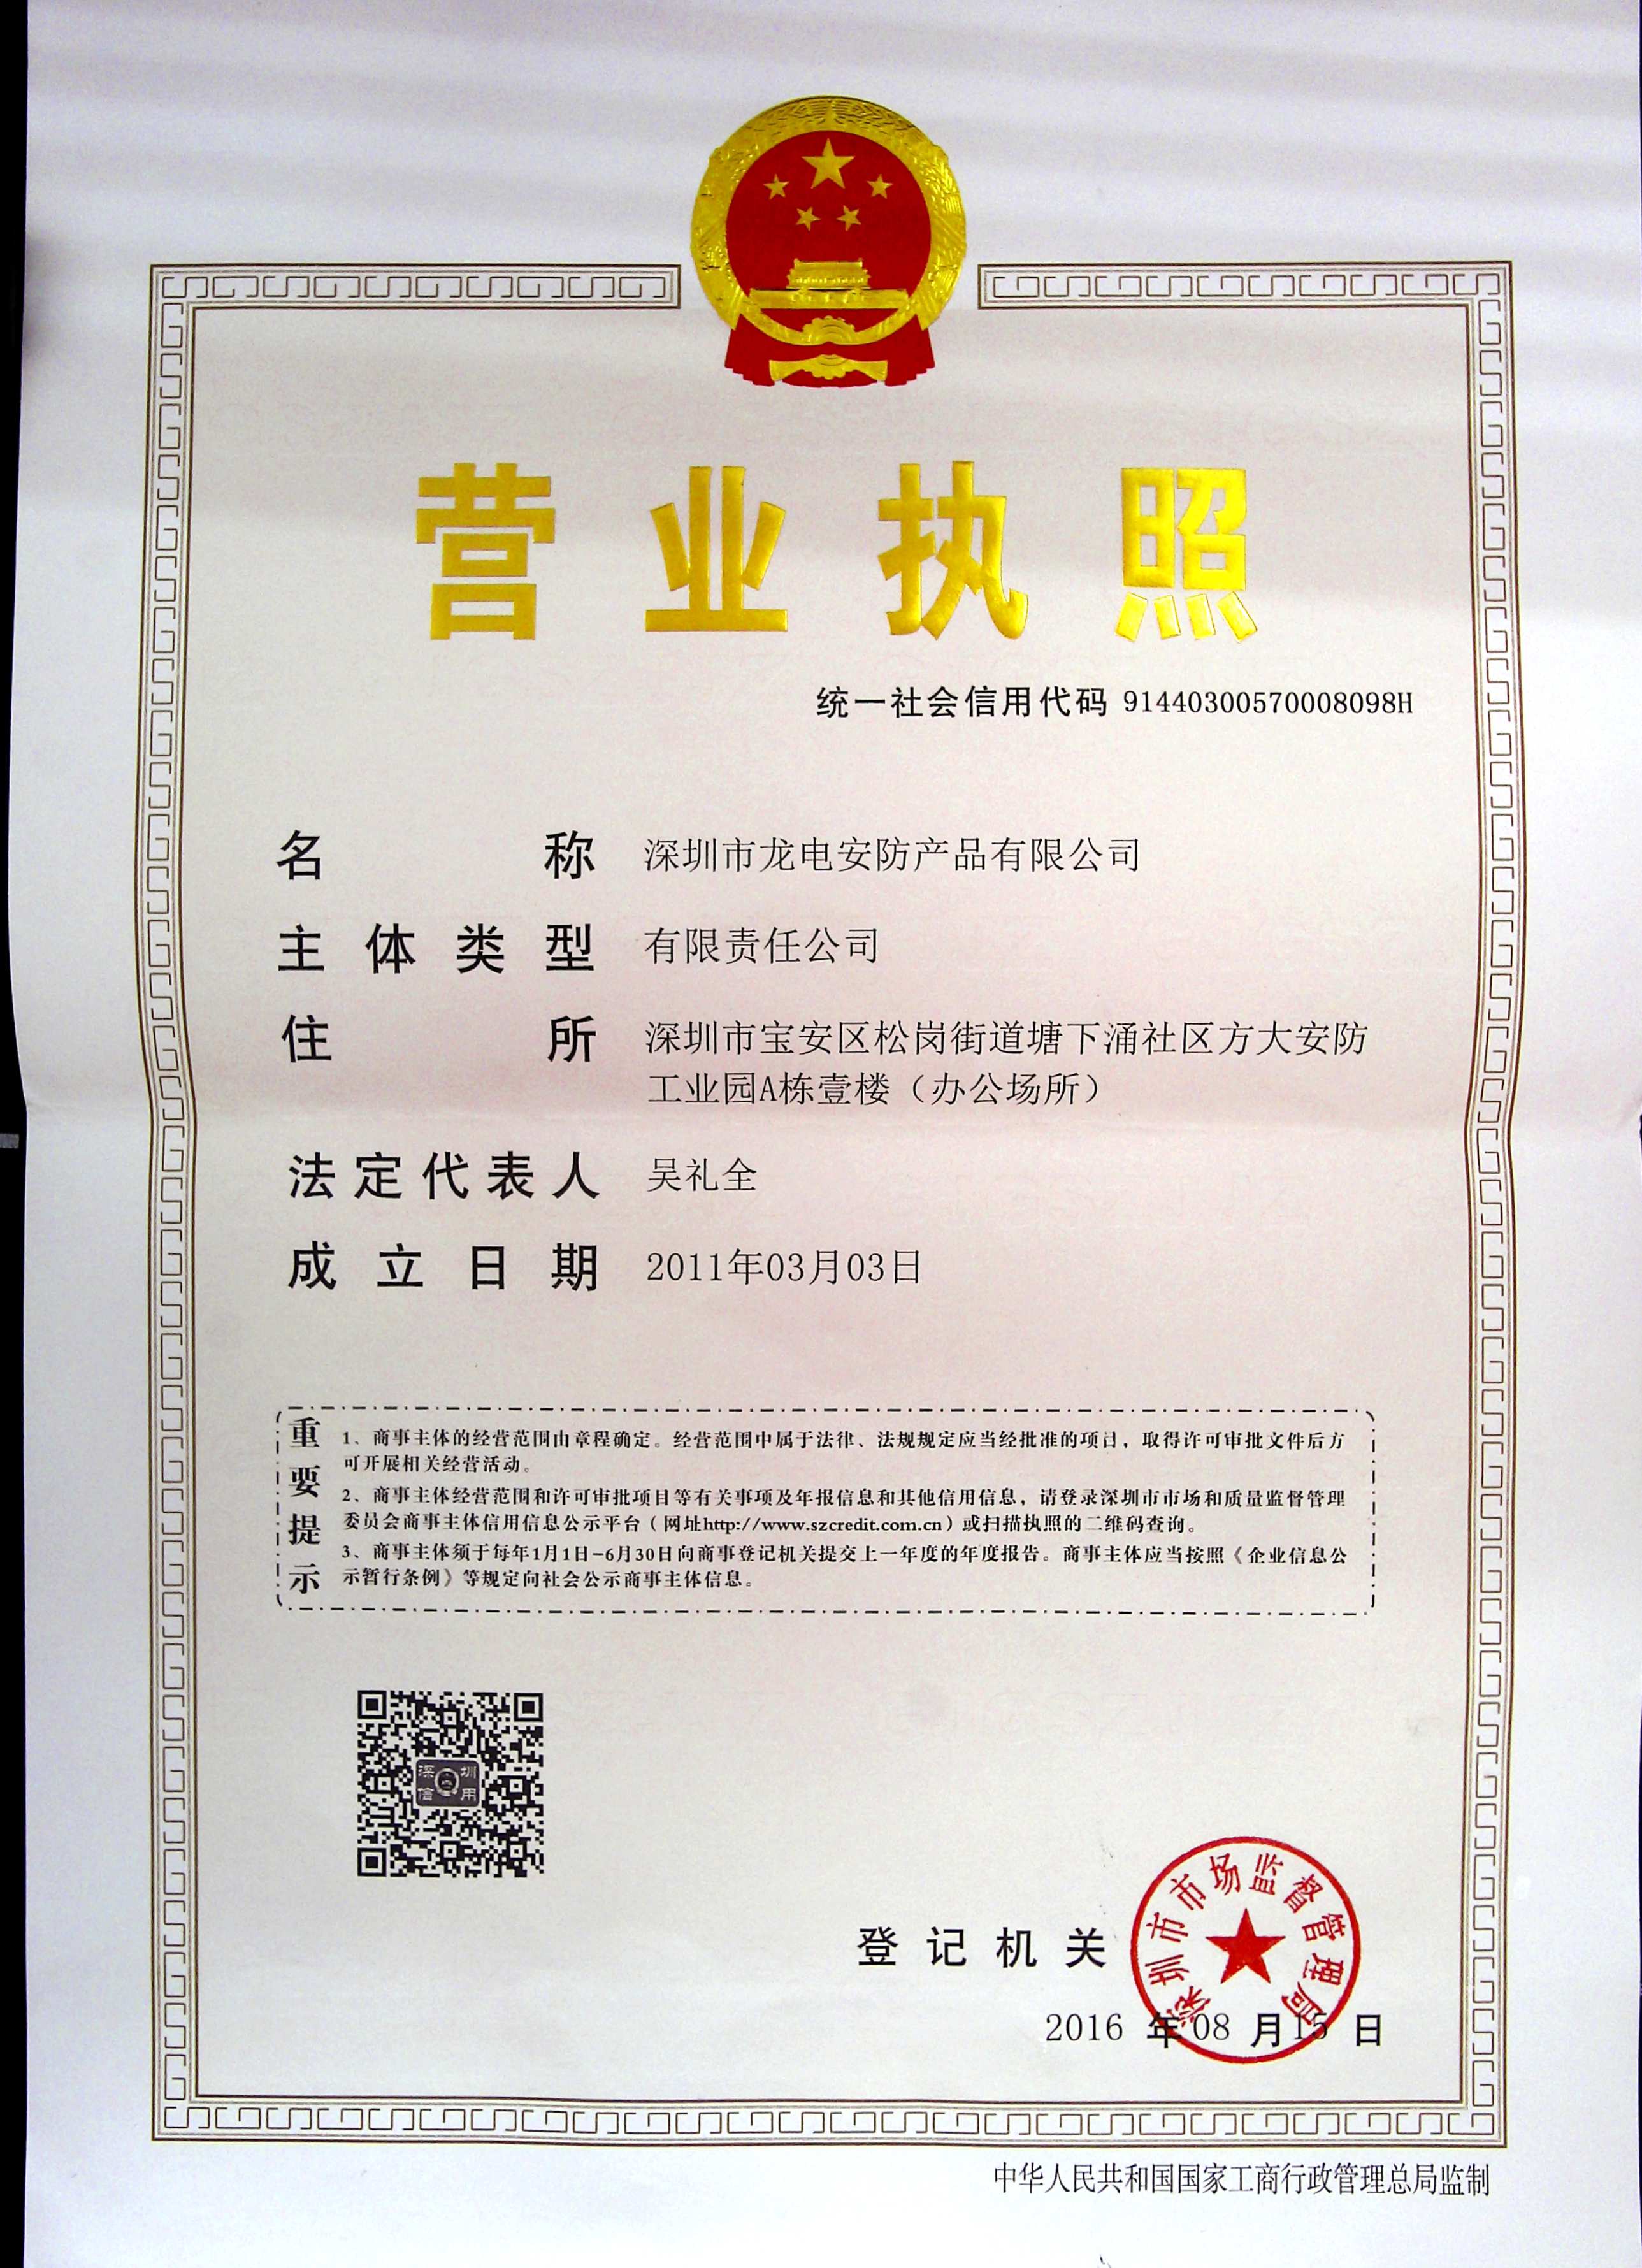 营业执照
统一社会信用代码 91440300570008098H
名称 深圳市龙电安防产品有限公司
主体类型 有限责任公司
住所 深圳市宝安区松岗街道塘下涌社区方大安防
工业园A栋壹楼（办公场所）
法定代表人 吴礼全
成立日期 2011年03月03日
重要提示
1、商事主体的经营范围由章程确定。经营范围中属于法律、法规规定应当经批准的项目，取得许可审批文件后方
可开展相关经营活动。
2、商事主体经营范围和许可审批项目等有关事项及年报信息和其他信用信息，请登录深圳市市场和质量监督管理
委员会商事主体信用信息公示平台（网址http://www.szcredit.com.cn）或扫描执照的二维码查询。
3、商事主体须于每年1月1日-6月30日向商事登记机关提交上一年度的年度报告。商事主体应当按照《企业信息公
示暂行条例》等规定向社会公示商事主体信息。
深圳
信用
登记机关
深圳市市场监督管理局
2016 年 08 月 15 日
中华人民共和国国家工商行政管理总局监制